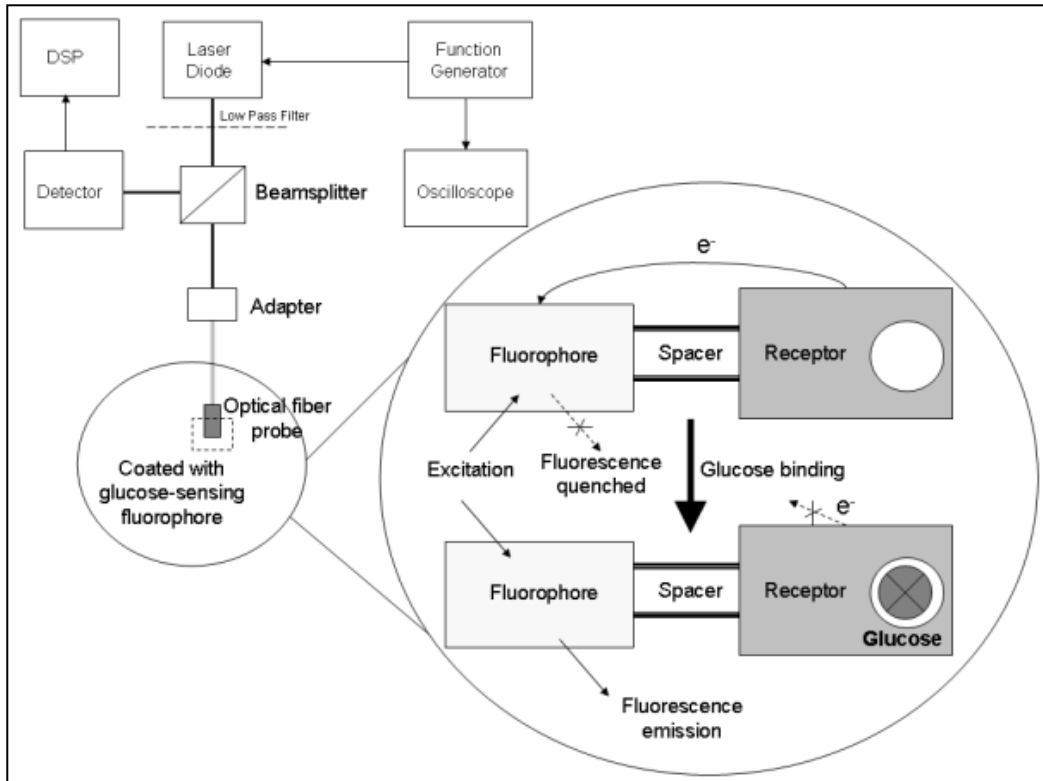 DSP
Laser
Diode
Function
Generator
Low Pass Filter
Detector
Beamsplitter
Oscilloscope
Adapter
Optical fiber
probe
Coated with
glucose-sensing
fluorophore
e-
Fluorophore
Spacer
Receptor
Excitation
Fluorescence
quenched
Glucose binding
e-
Fluorophore
Spacer
Receptor
Glucose
Fluorescence
emission